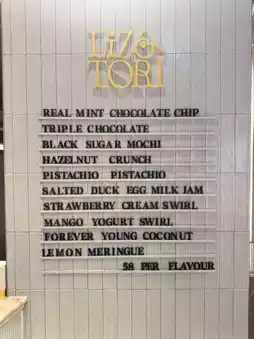 LiZé
TORI
REAL MINT CHOCOLATE CHIP
TRIPLE CHOCOLATE
BLACK SUGAR MOCHI
HAZELNUT CRUNCH
PISTACHIO PISTACHIO
SALTED DUCK EGG MILK JAM
STRAWBERRY CREAM SWIRL
MANGO YOGURT SWIRL
FOREVER YOUNG COCONUT
LEMON MERINGUE
58 PER FLAVOUR